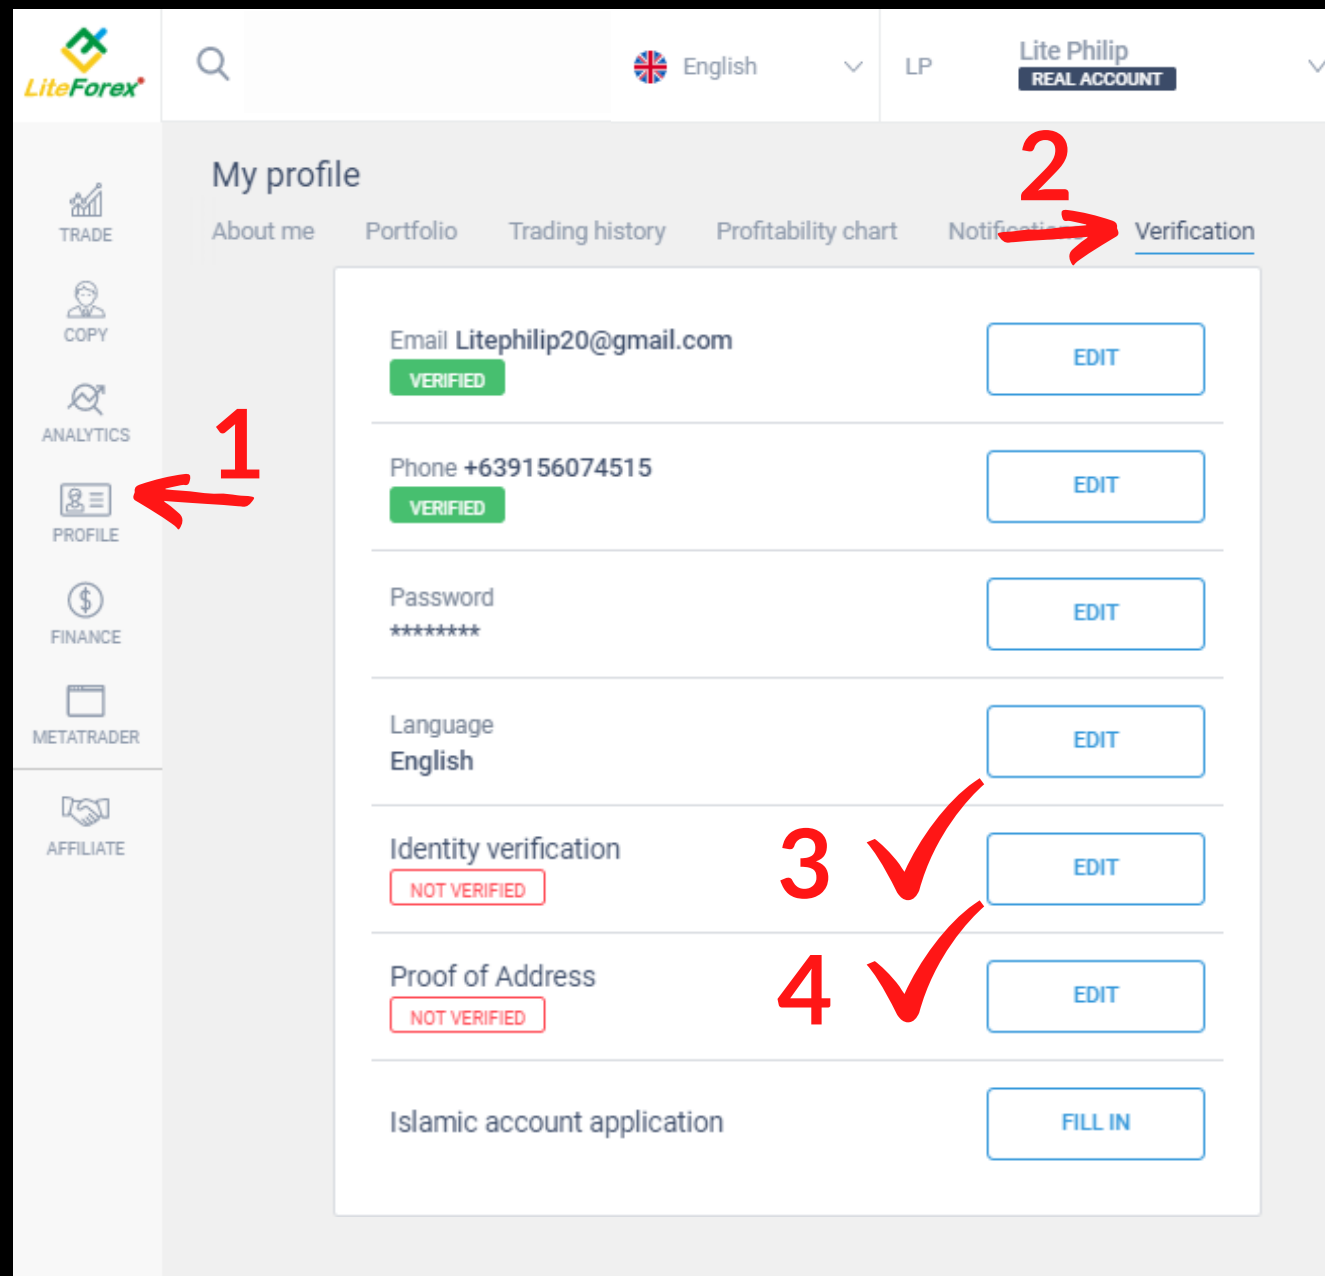 LiteForex
English
LP
Lite Philip
REAL ACCOUNT
TRADE
COPY
ANALYTICS
PROFILE
FINANCE
METATRADER
AFFILIATE
My profile
2
About me Portfolio Trading history Profitability chart Notifications Verification
Email Litephilip20@gmail.com
VERIFIED
EDIT
1
Phone +639156074515
VERIFIED
EDIT
Password
********
EDIT
Language
English
EDIT
Identity verification
NOT VERIFIED
3
EDIT
Proof of Address
NOT VERIFIED
4
EDIT
Islamic account application
FILL IN